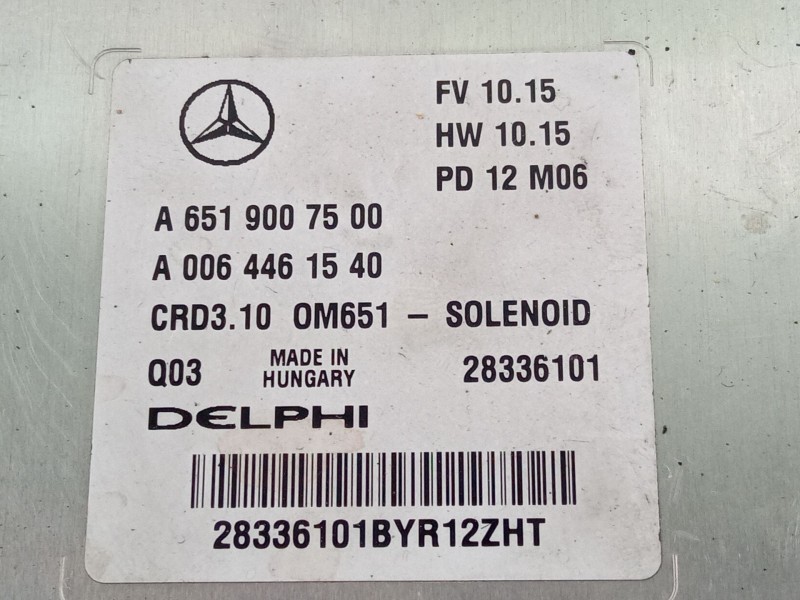 FV 10.15
HW 10.15
PD 12 M06
A 651 900 75 00
A 006 446 15 40
CRD3.10 OM651 – SOLENOID
Q03 MADE IN HUNGARY 28336101
DELPHI
28336101BYR12ZHT